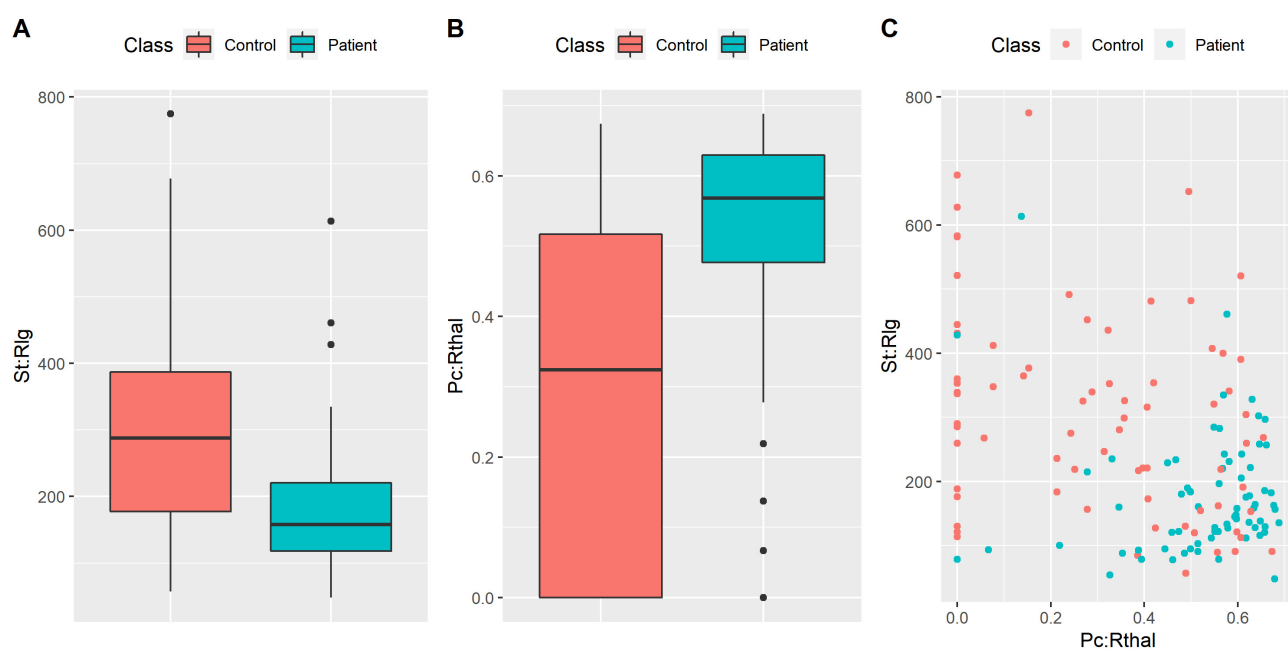 A
Class Control Patient
St:Rlg
800
600
400
200
B
Class Control Patient
Pc:Rthal
0.6
0.4
0.2
0.0
C
Class Control Patient
St:Rlg
800
600
400
200
0.0 0.2 0.4 0.6
Pc:Rthal